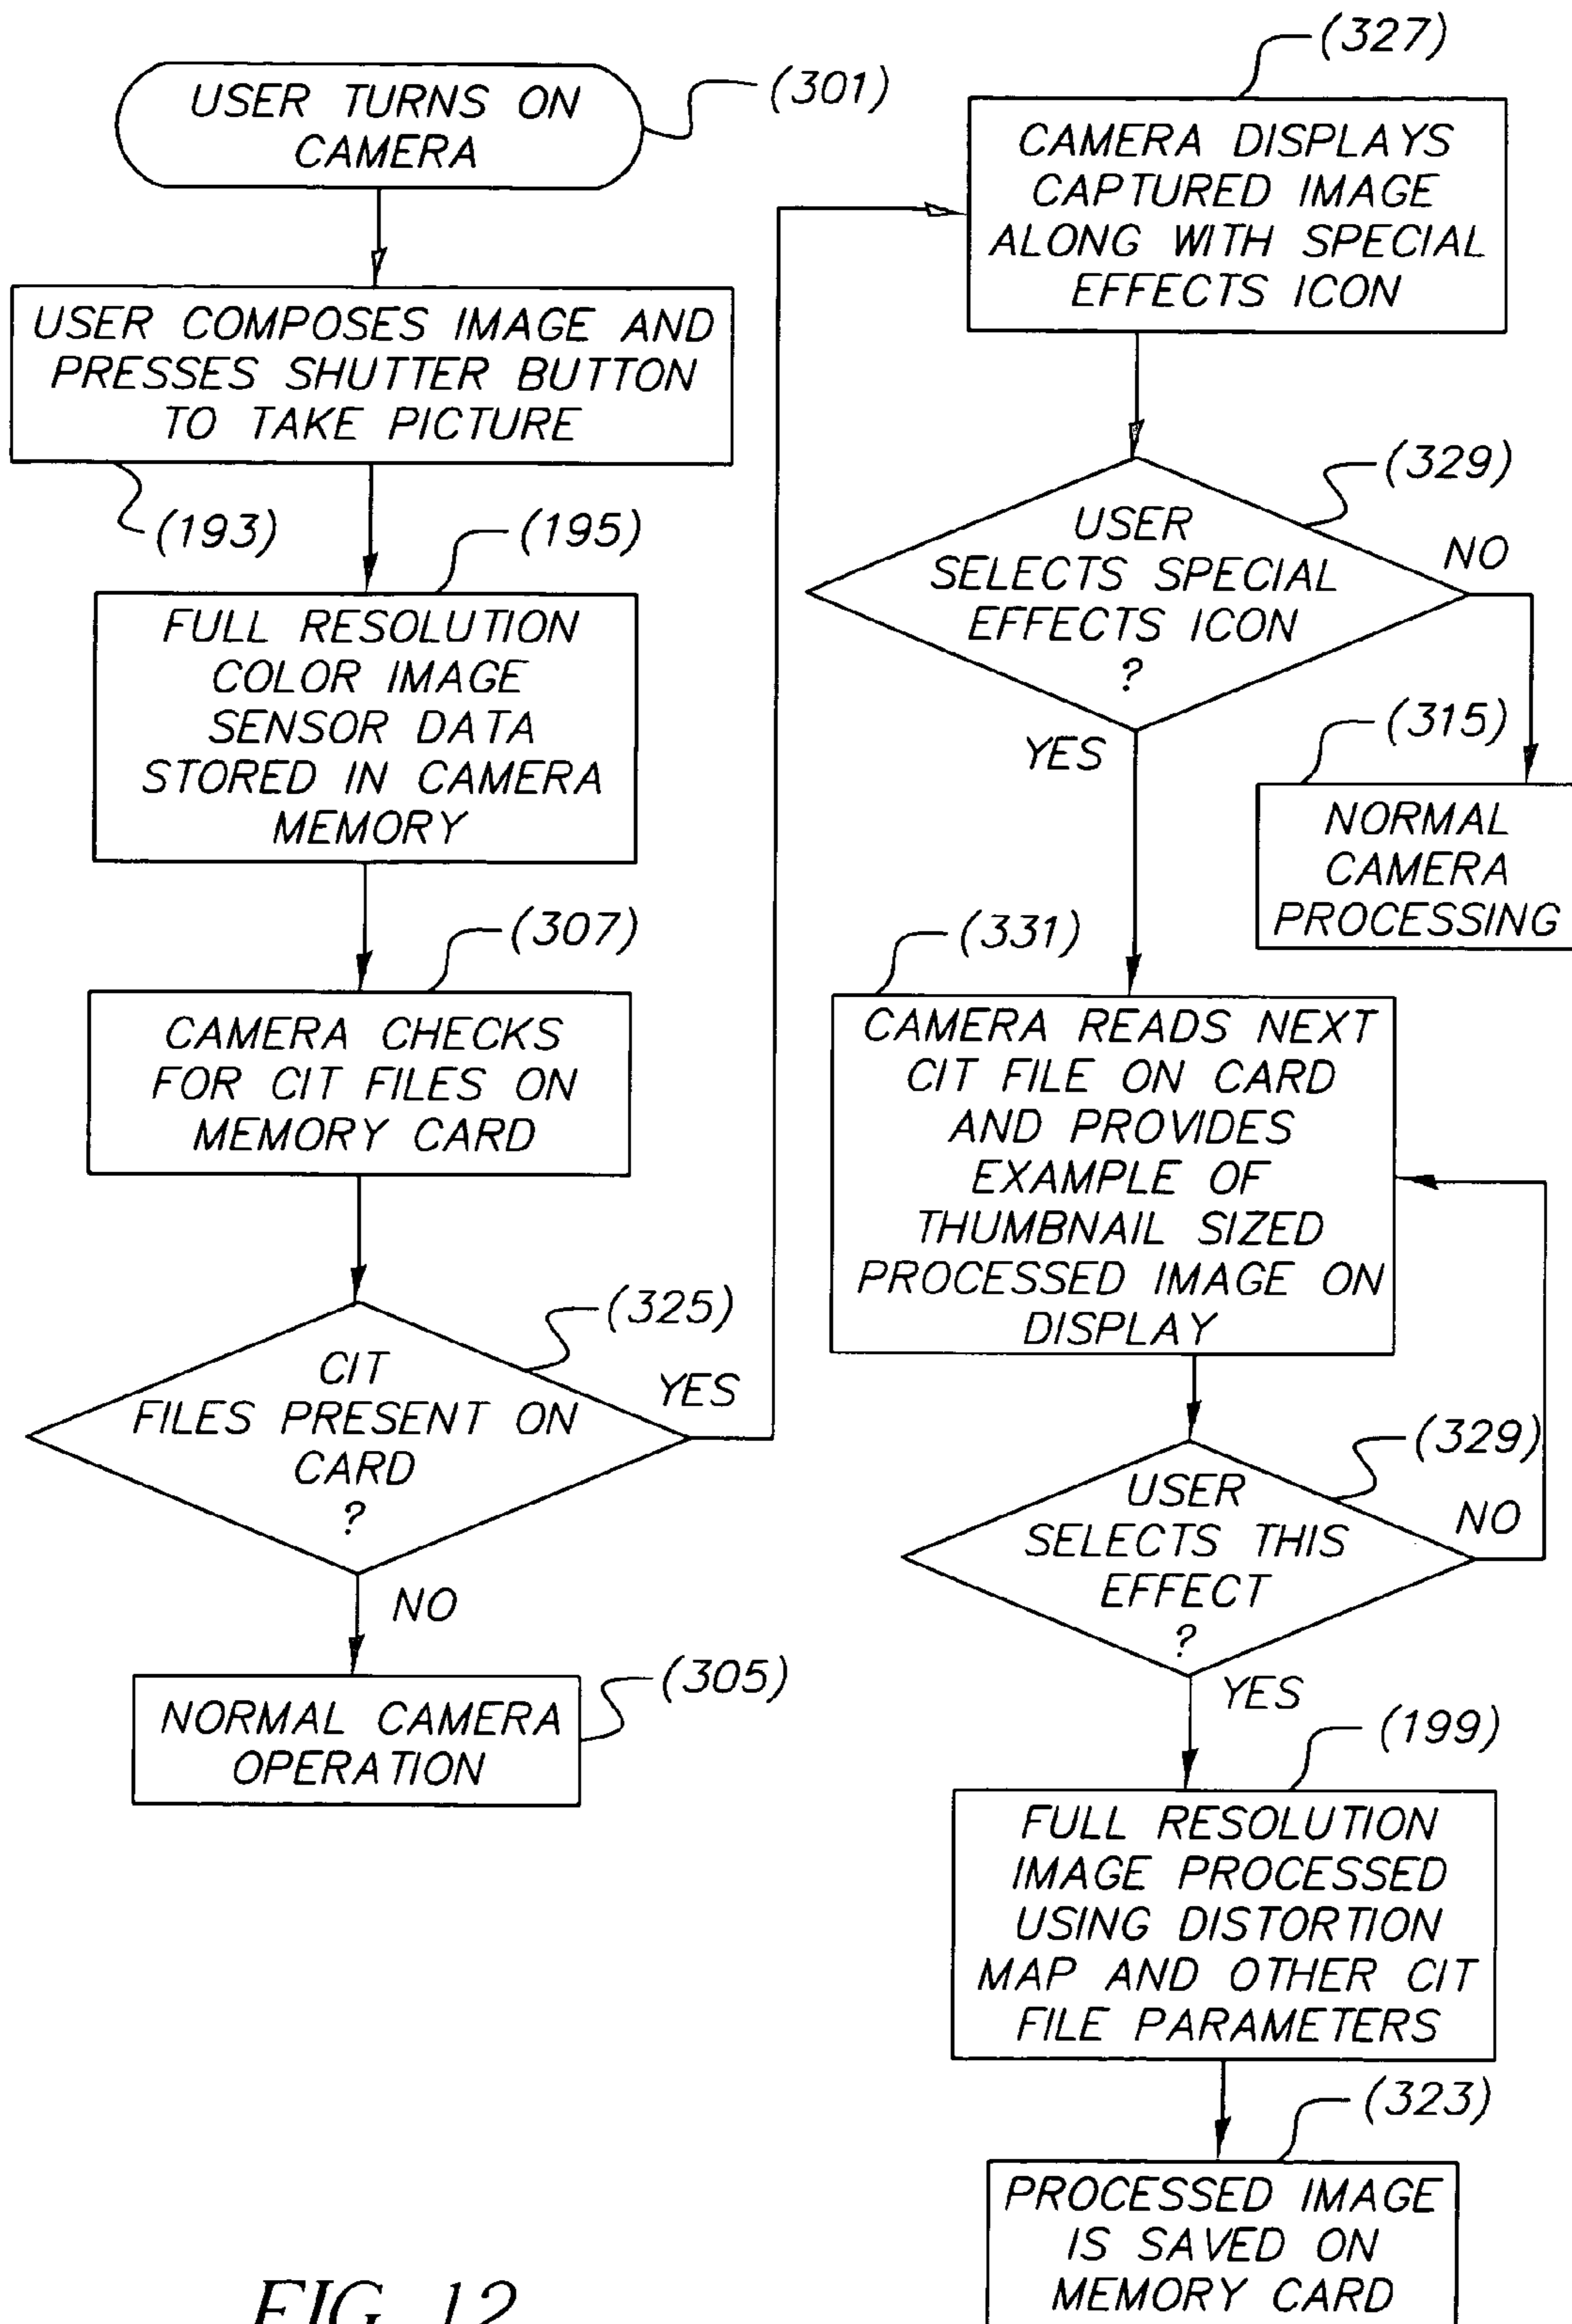 (301)
USER TURNS ON
CAMERA
USER COMPOSES IMAGE AND
PRESSES SHUTTER BUTTON
TO TAKE PICTURE
(193)
(195)
FULL RESOLUTION
COLOR IMAGE
SENSOR DATA
STORED IN CAMERA
MEMORY
(307)
CAMERA CHECKS
FOR CIT FILES ON
MEMORY CARD
(325)
CIT
FILES PRESENT ON
CARD
?
YES
NO
(305)
NORMAL CAMERA
OPERATION
(327)
CAMERA DISPLAYS
CAPTURED IMAGE
ALONG WITH SPECIAL
EFFECTS ICON
(329)
USER
SELECTS SPECIAL
EFFECTS ICON
?
NO
YES
(315)
NORMAL
CAMERA
PROCESSING
(331)
CAMERA READS NEXT
CIT FILE ON CARD
AND PROVIDES
EXAMPLE OF
THUMBNAIL SIZED
PROCESSED IMAGE ON
DISPLAY
(329)
USER
SELECTS THIS
EFFECT
?
NO
YES
(199)
FULL RESOLUTION
IMAGE PROCESSED
USING DISTORTION
MAP AND OTHER CIT
FILE PARAMETERS
(323)
PROCESSED IMAGE
IS SAVED ON
MEMORY CARD
FIG. 12